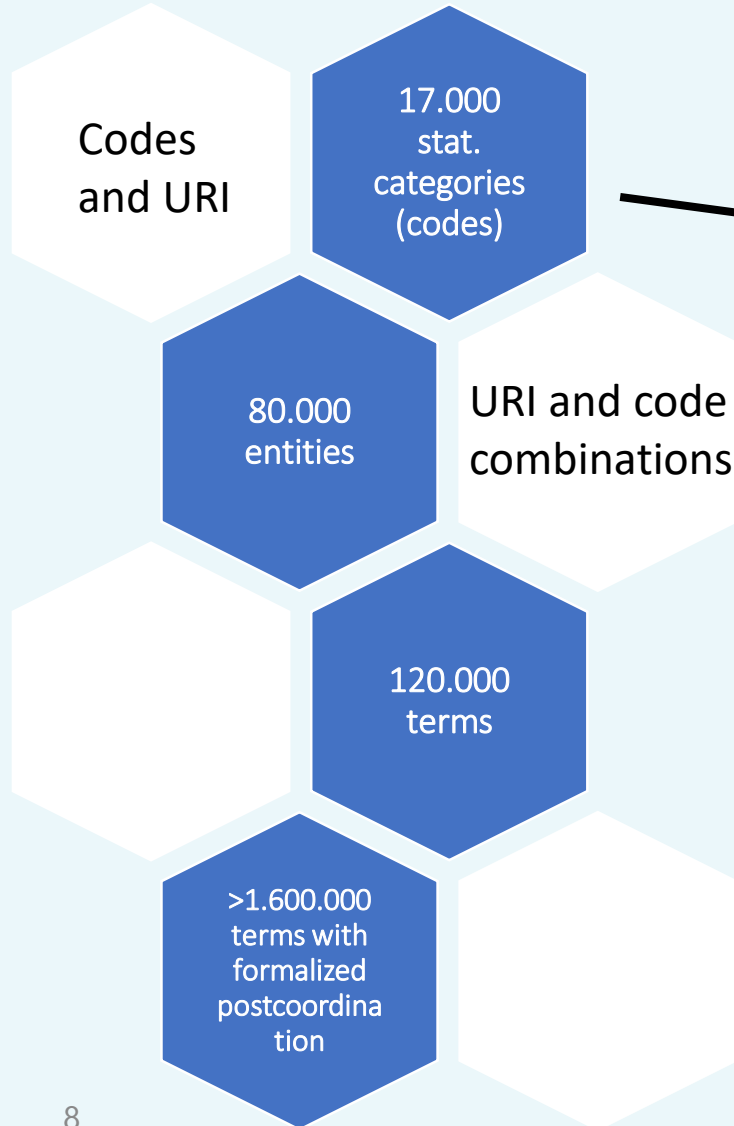 Codes
and URI
17.000
stat.
categories
(codes)
80.000
entities
URI and code
combinations
120.000
terms
>1.600.000
terms with
formalized
postcoordina
tion
8